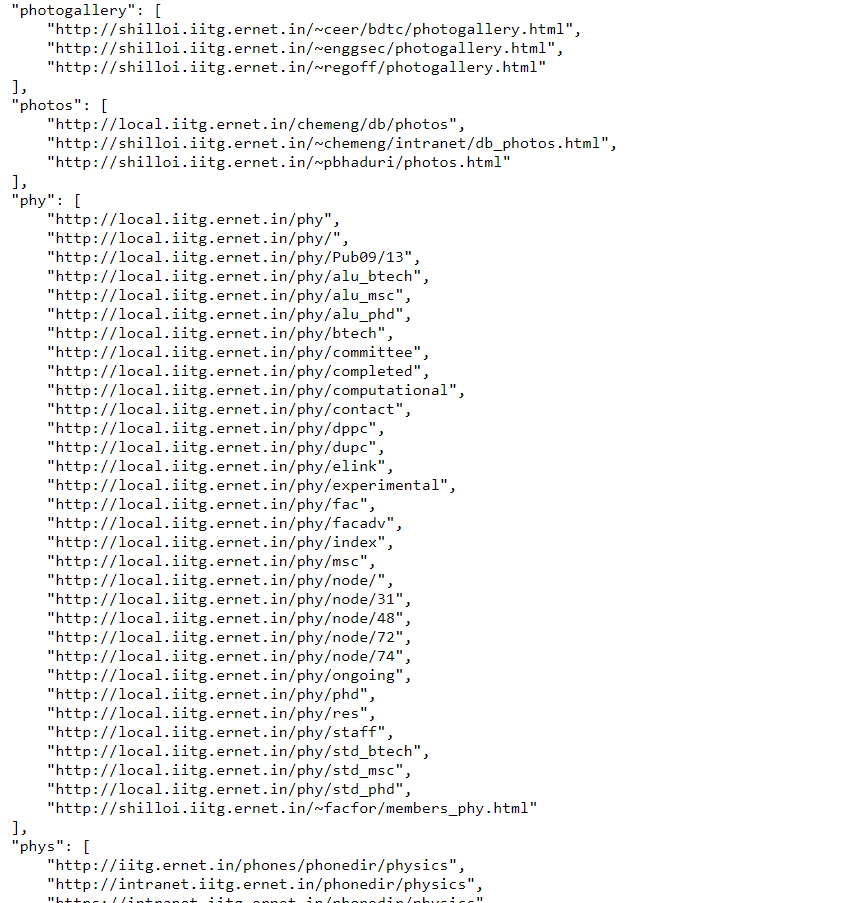 "photogallery": [
    "http://shilloi.iitg.ernet.in/~ceer/bdtc/photogallery.html",
    "http://shilloi.iitg.ernet.in/~enggsec/photogallery.html",
    "http://shilloi.iitg.ernet.in/~regoff/photogallery.html"
],
"photos": [
    "http://local.iitg.ernet.in/chemeng/db/photos",
    "http://shilloi.iitg.ernet.in/~chemeng/intranet/db_photos.html",
    "http://shilloi.iitg.ernet.in/~pbhaduri/photos.html"
],
"phy": [
    "http://local.iitg.ernet.in/phy",
    "http://local.iitg.ernet.in/phy/",
    "http://local.iitg.ernet.in/phy/Pub09/13",
    "http://local.iitg.ernet.in/phy/alu_btech",
    "http://local.iitg.ernet.in/phy/alu_msc",
    "http://local.iitg.ernet.in/phy/alu_phd",
    "http://local.iitg.ernet.in/phy/btech",
    "http://local.iitg.ernet.in/phy/committee",
    "http://local.iitg.ernet.in/phy/completed",
    "http://local.iitg.ernet.in/phy/computational",
    "http://local.iitg.ernet.in/phy/contact",
    "http://local.iitg.ernet.in/phy/dppc",
    "http://local.iitg.ernet.in/phy/dupc",
    "http://local.iitg.ernet.in/phy/elink",
    "http://local.iitg.ernet.in/phy/experimental",
    "http://local.iitg.ernet.in/phy/fac",
    "http://local.iitg.ernet.in/phy/facadv",
    "http://local.iitg.ernet.in/phy/index",
    "http://local.iitg.ernet.in/phy/msc",
    "http://local.iitg.ernet.in/phy/node/",
    "http://local.iitg.ernet.in/phy/node/31",
    "http://local.iitg.ernet.in/phy/node/48",
    "http://local.iitg.ernet.in/phy/node/72",
    "http://local.iitg.ernet.in/phy/node/74",
    "http://local.iitg.ernet.in/phy/ongoing",
    "http://local.iitg.ernet.in/phy/phd",
    "http://local.iitg.ernet.in/phy/res",
    "http://local.iitg.ernet.in/phy/staff",
    "http://local.iitg.ernet.in/phy/std_btech",
    "http://local.iitg.ernet.in/phy/std_msc",
    "http://local.iitg.ernet.in/phy/std_phd",
    "http://shilloi.iitg.ernet.in/~facfor/members_phy.html"
],
"phys": [
    "http://iitg.ernet.in/phones/phonedir/physics",
    "http://intranet.iitg.ernet.in/phonedir/physics",
    "https://intranet.iitg.ernet.in/phonedir/physics"